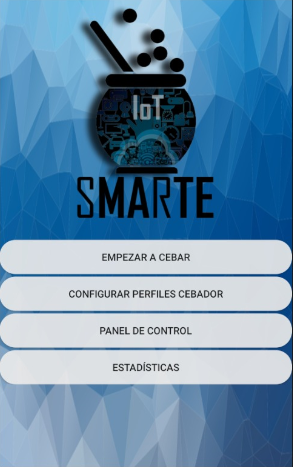 IoT
SMARTE
EMPEZAR A CEBAR
CONFIGURAR PERFILES CEBADOR
PANEL DE CONTROL
ESTADÍSTICAS